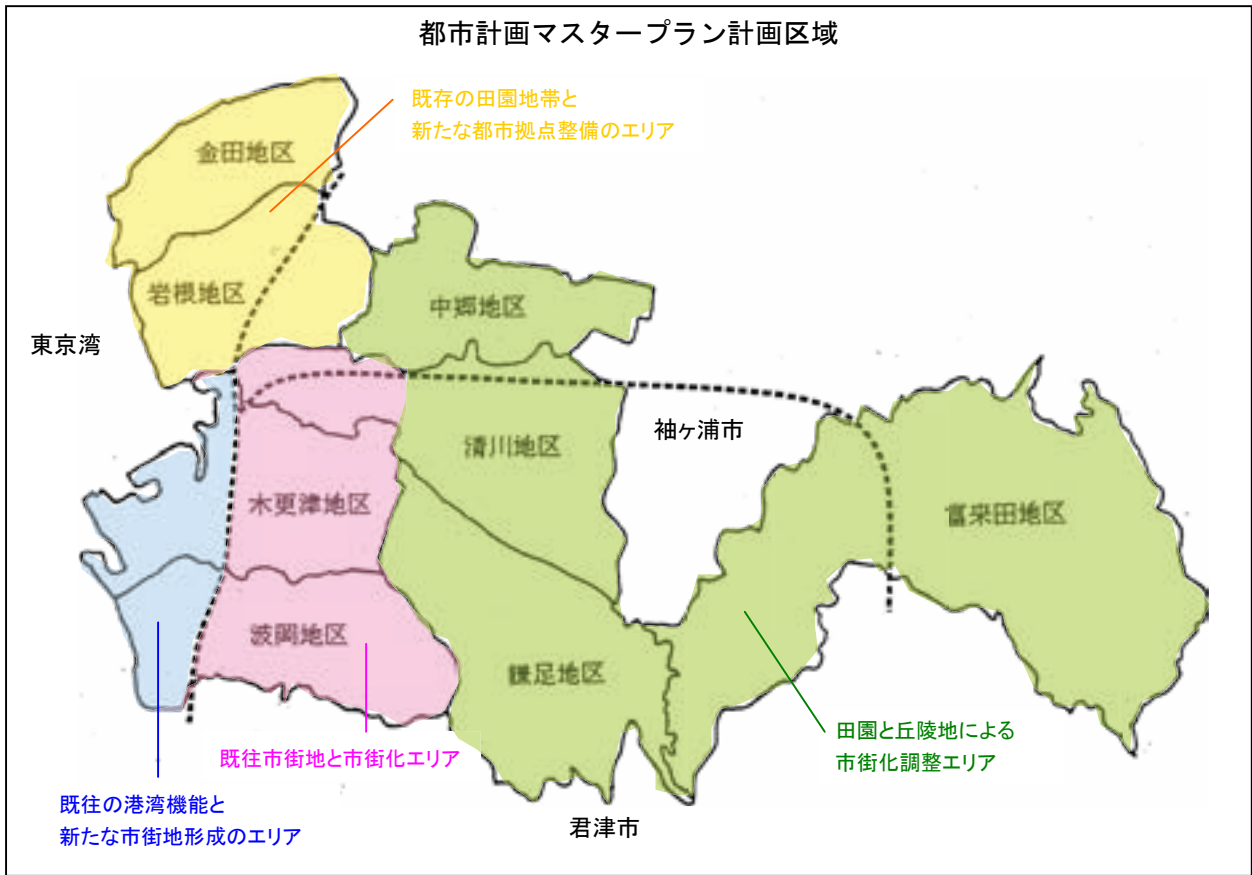 都市計画マスタープラン計画区域
既存の田園地帯と
新たな都市拠点整備のエリア
金田地区
岩根地区
中郷地区
東京湾
袖ヶ浦市
清川地区
木更津地区
富来田地区
波岡地区
鎌足地区
田園と丘陵地による
市街化調整エリア
既往市街地と市街化エリア
既往の港湾機能と
新たな市街地形成のエリア
君津市